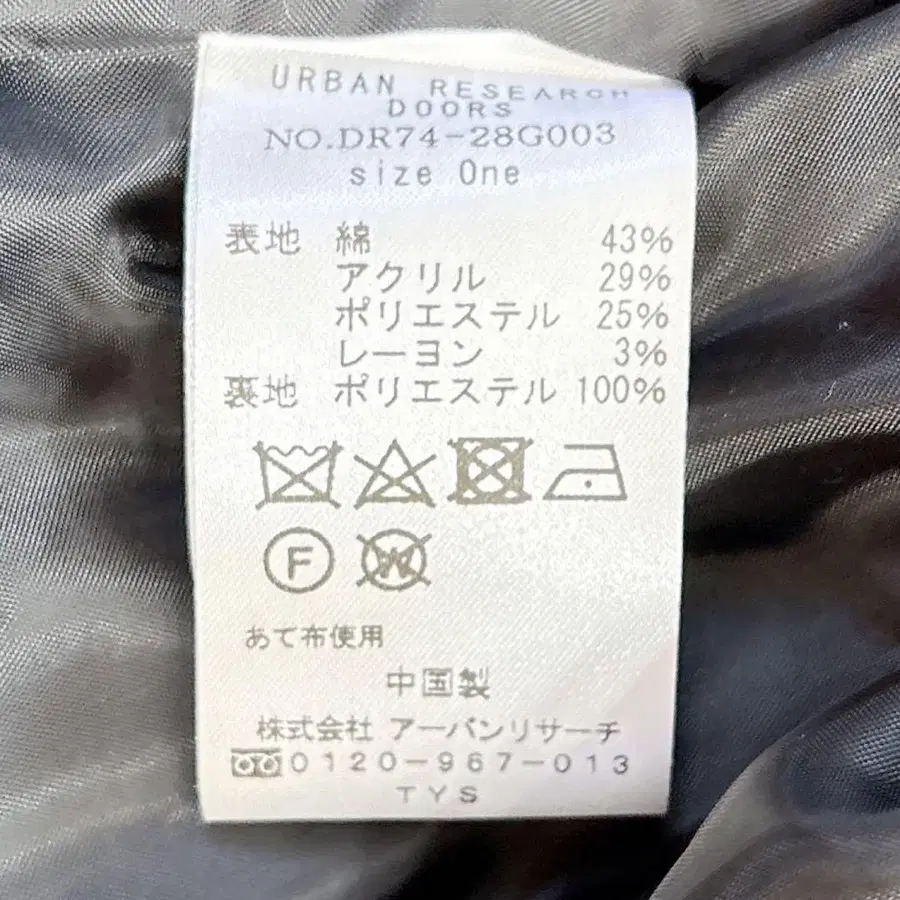 URBAN RESEARCH
DOORS
NO.DR74-28G003
size One
表地 綿 43%
アクリル 29%
ポリエステル 25%
レーヨン 3%
裏地 ポリエステル 100%
F W
あて布使用
中国製
株式会社 アーバンリサーチ
0120-967-013
TYS